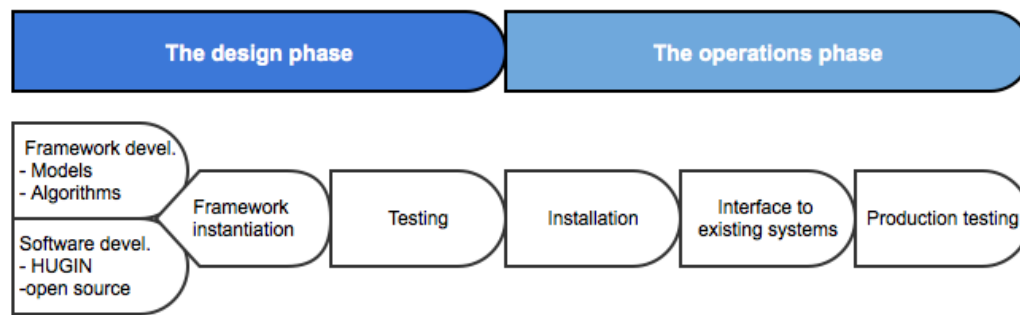 The design phase
The operations phase
Framework devel.
- Models
- Algorithms
Software devel.
- HUGIN
-open source
Framework
instantiation
Testing
Installation
Interface to
existing systems
Production testing